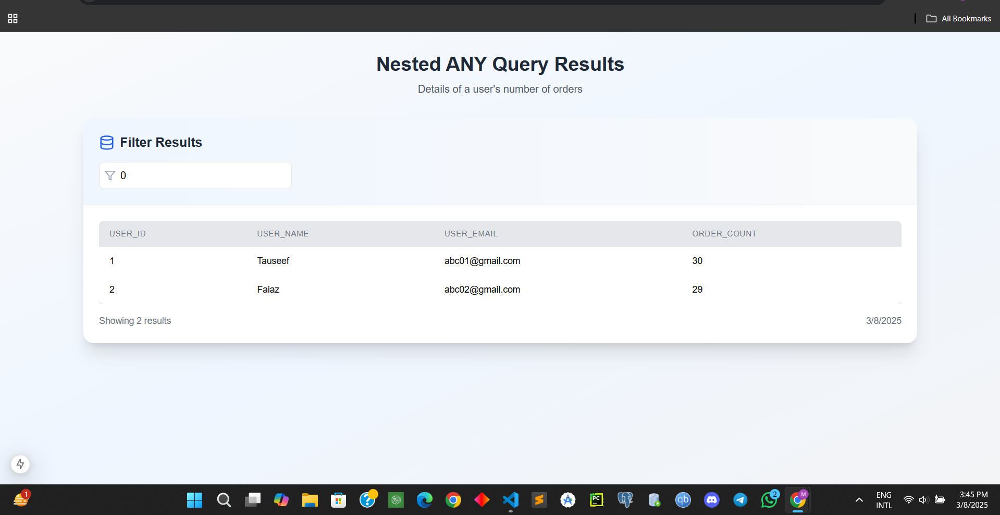 All Bookmarks
Nested ANY Query Results
Details of a user's number of orders
Filter Results
0
USER_ID USER_NAME USER_EMAIL ORDER_COUNT
1 Tauseef abc01@gmail.com 30
2 Faiaz abc02@gmail.com 29
Showing 2 results 3/8/2025
1
PC
qb
2
M
ENG
INTL
3:45 PM
3/8/2025